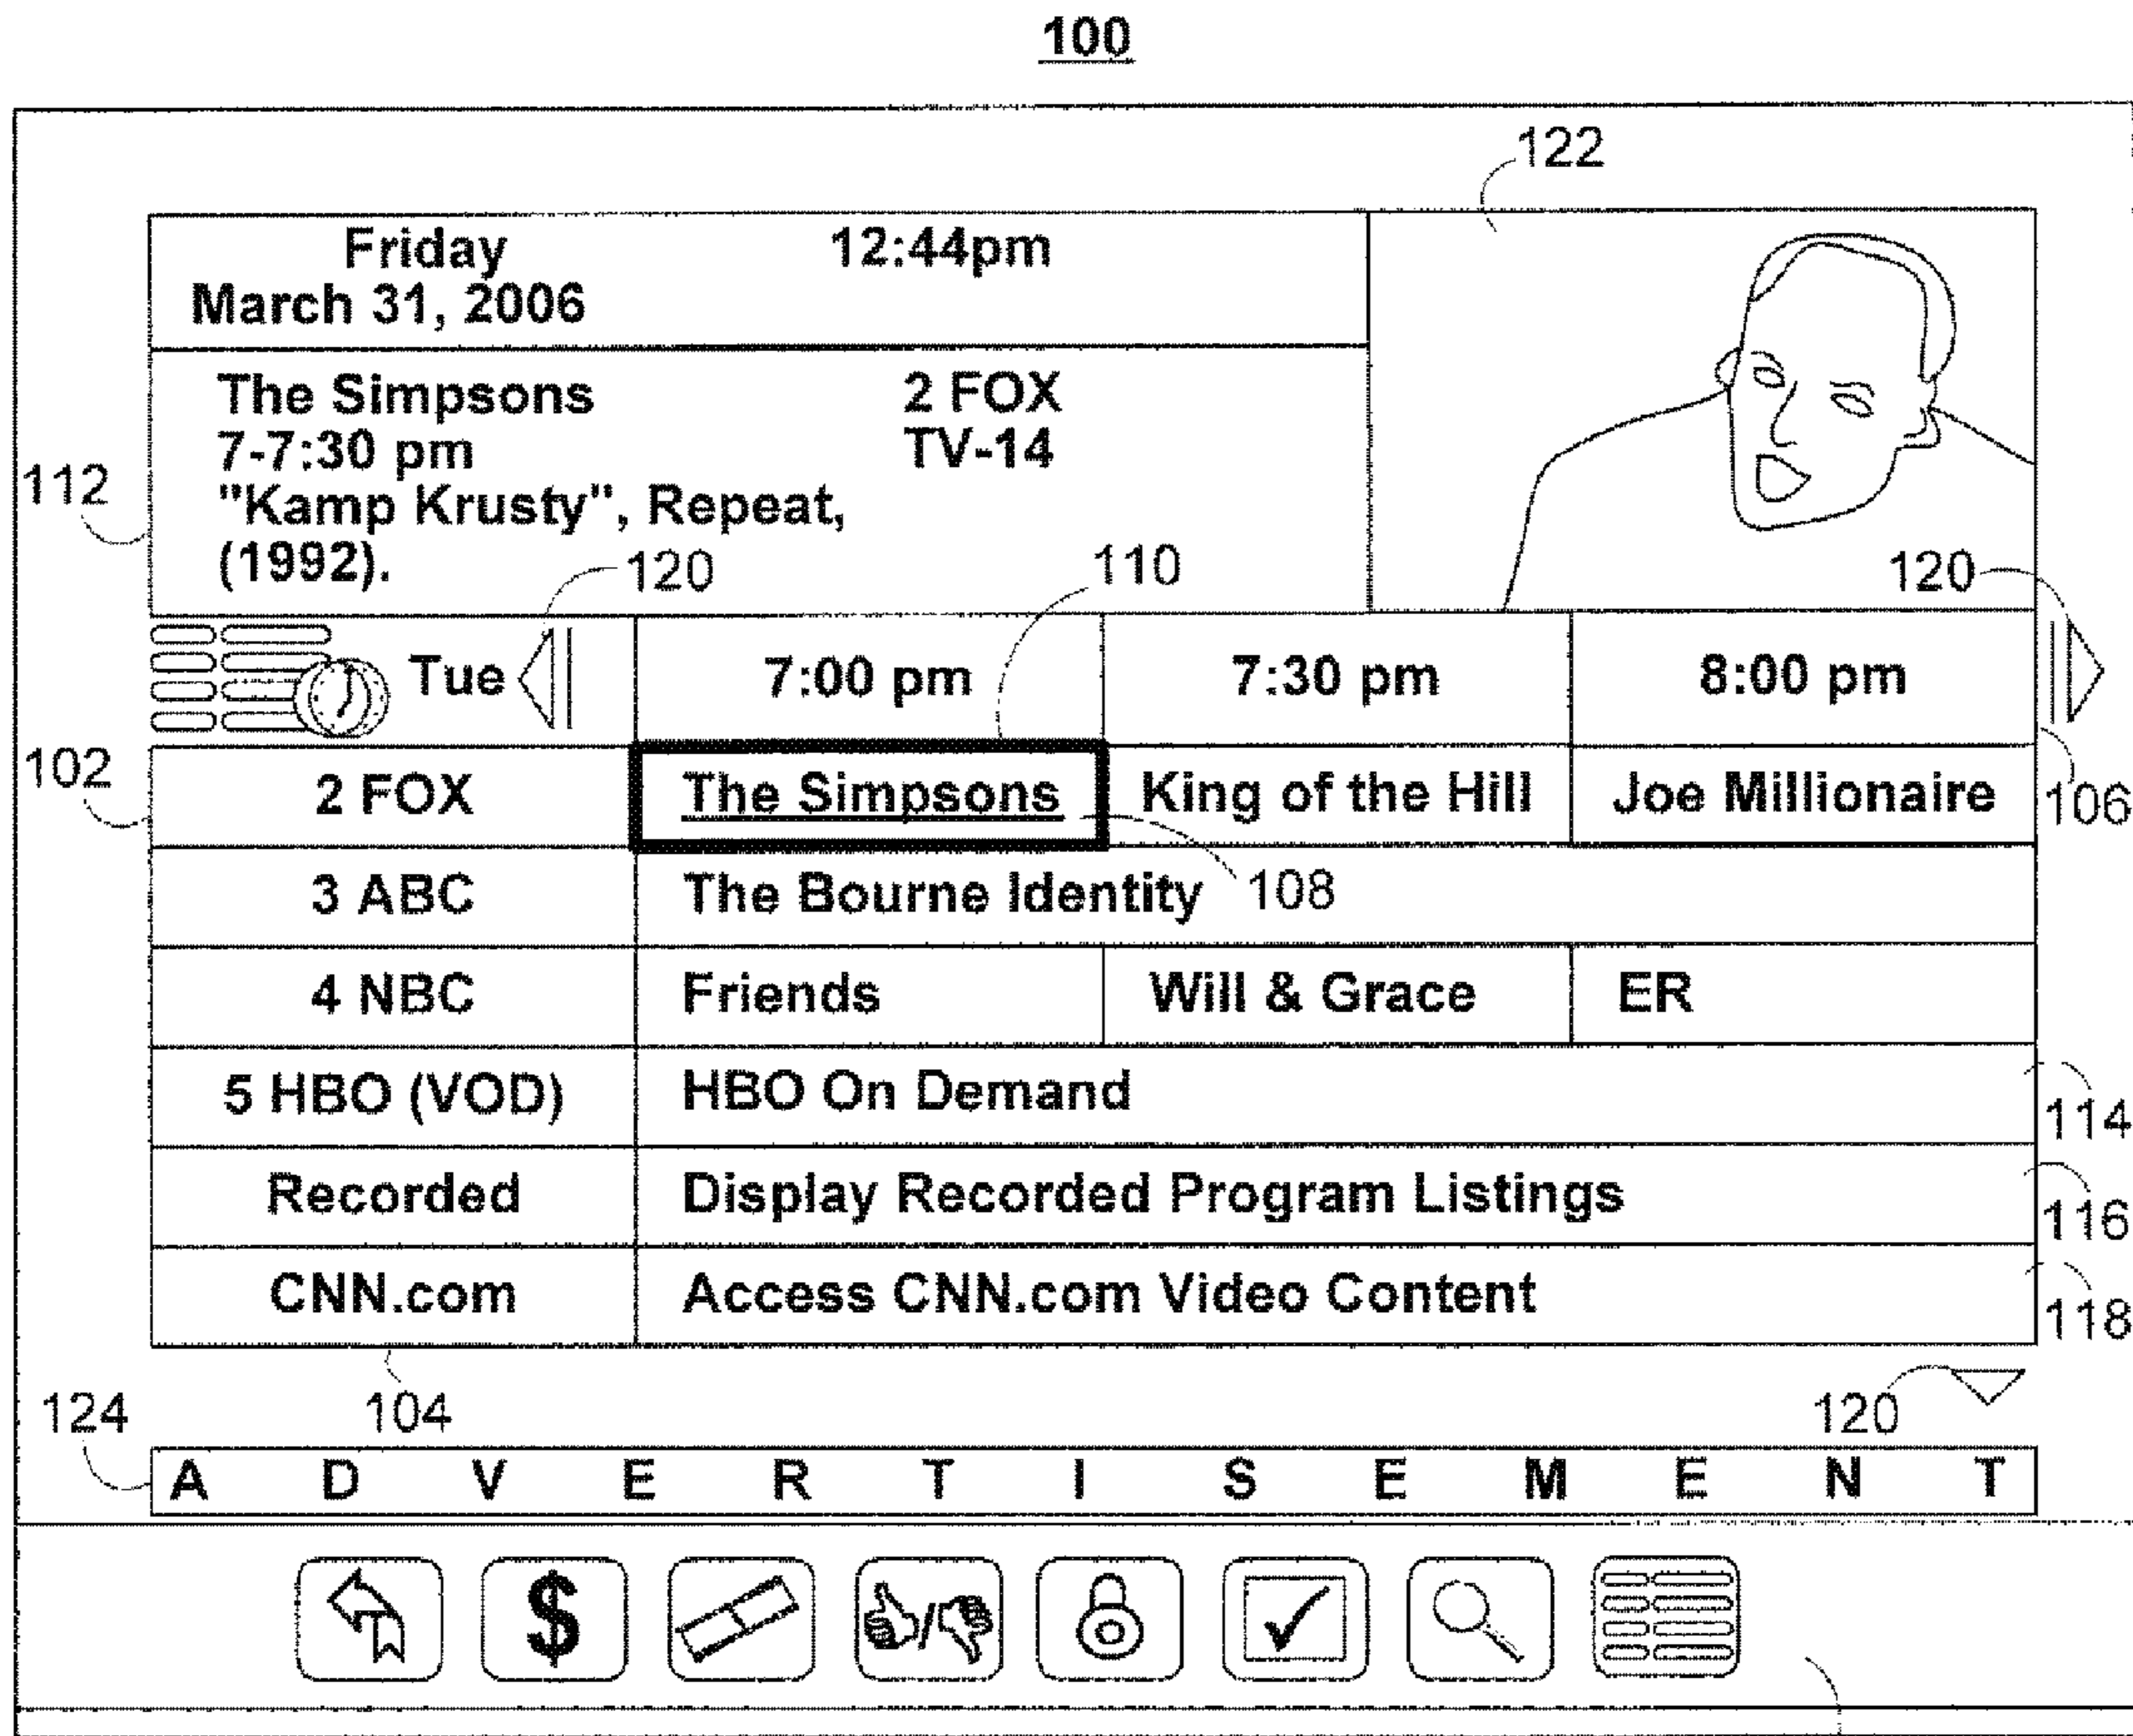 100
122
Friday 12:44pm
March 31, 2006
The Simpsons 2 FOX
7-7:30 pm TV-14
112
"Kamp Krusty", Repeat,
(1992).
120 110 120
Tue 7:00 pm 7:30 pm 8:00 pm
102
2 FOX The Simpsons King of the Hill Joe Millionaire 106
3 ABC The Bourne Identity 108
4 NBC Friends Will & Grace ER
5 HBO (VOD) HBO On Demand 114
Recorded Display Recorded Program Listings 116
CNN.com Access CNN.com Video Content 118
124 104 120
A D V E R T I S E M E N T
$
/